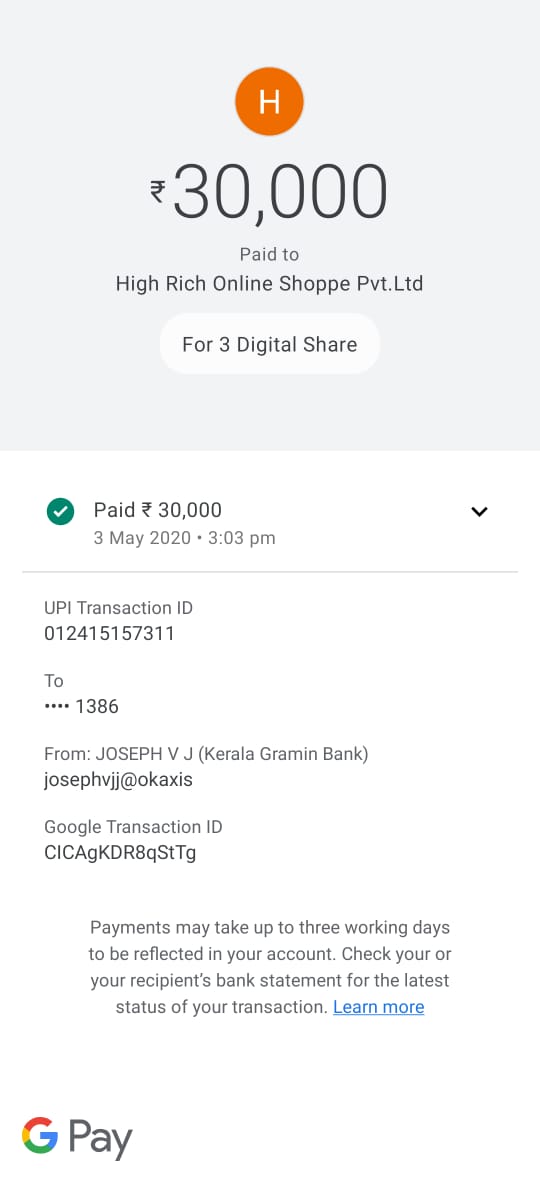 H
₹30,000
Paid to
High Rich Online Shoppe Pvt.Ltd
For 3 Digital Share
Paid ₹ 30,000
3 May 2020 • 3:03 pm
UPI Transaction ID
012415157311
To
•••• 1386
From: JOSEPH V J (Kerala Gramin Bank)
josephvjj@okaxis
Google Transaction ID
CICAgKDR8qStTg
Payments may take up to three working days
to be reflected in your account. Check your or
your recipient’s bank statement for the latest
status of your transaction. Learn more
G Pay